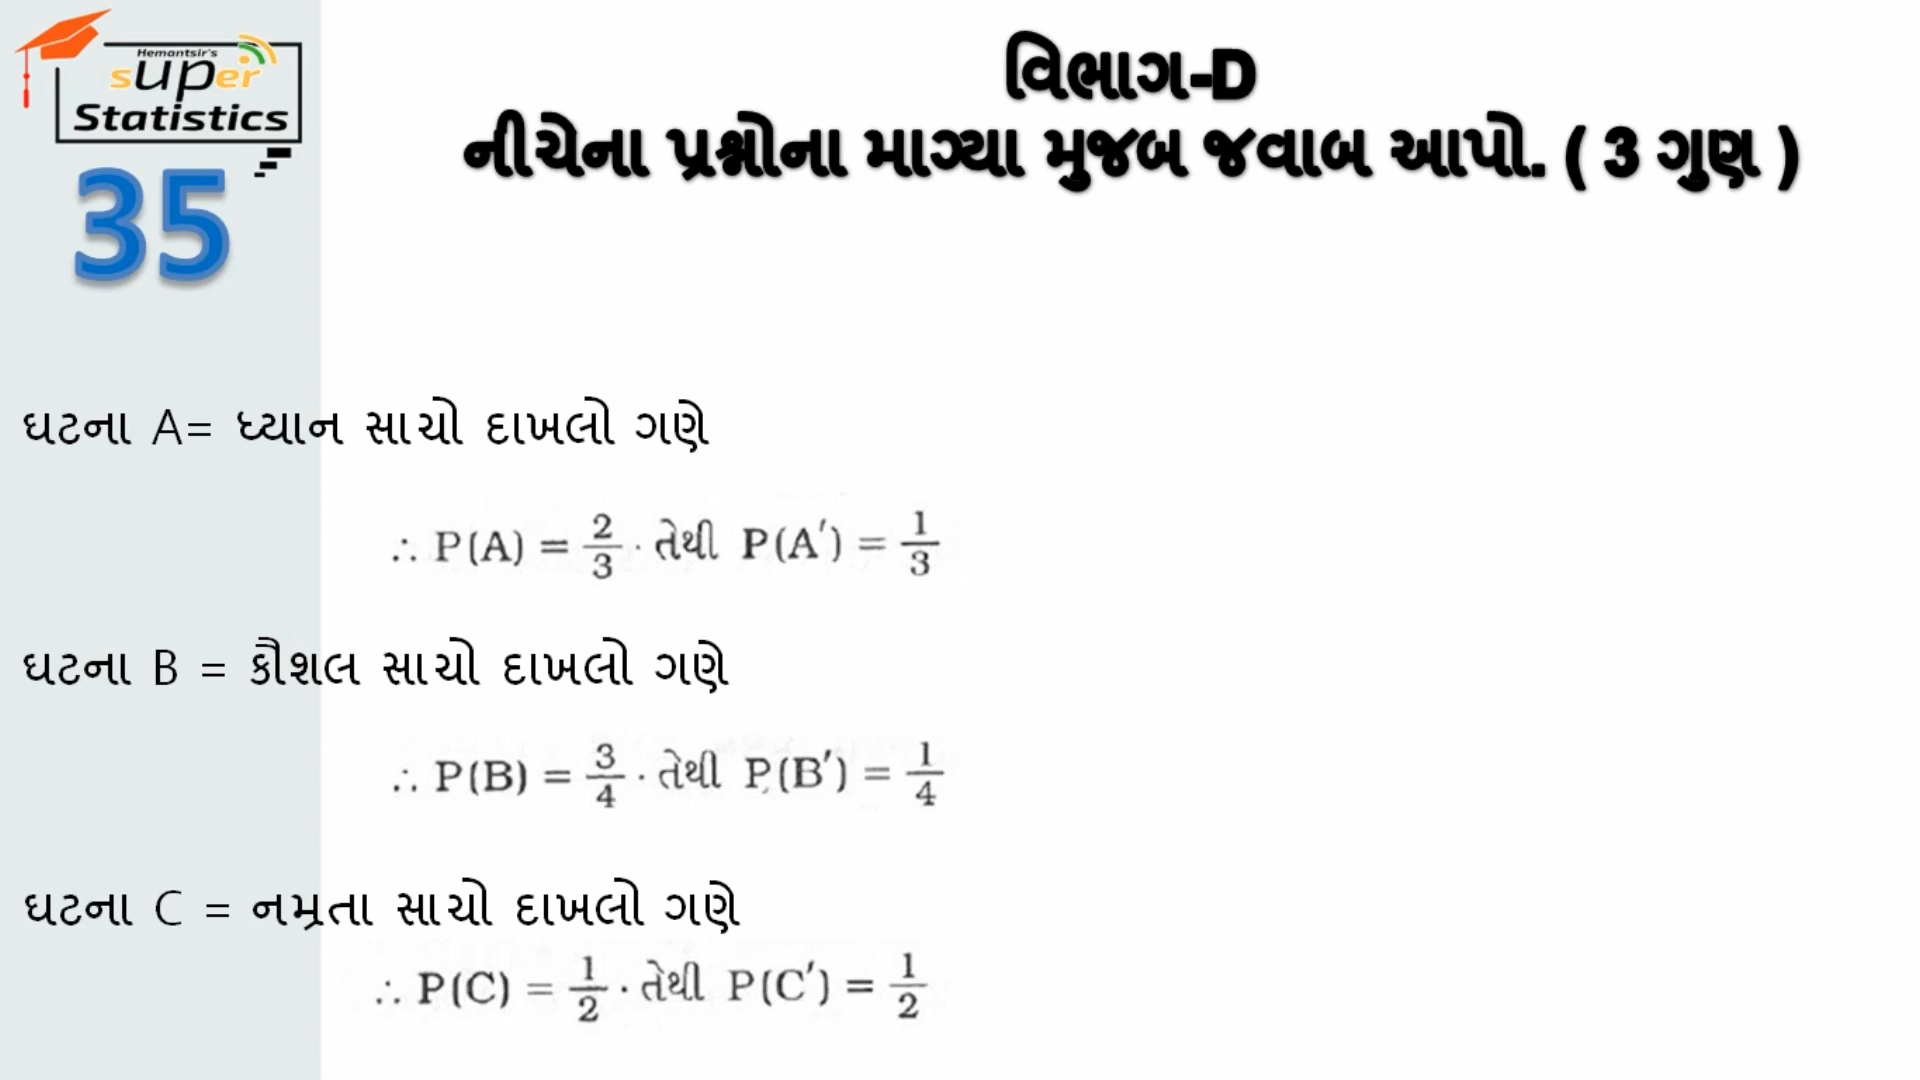 Hemantsir's
super
Statistics
35
વિભાગ-D
નીચેના પ્રશ્નોના માગ્યા મુજબ જવાબ આપો. ( 3 ગુણ )
ઘટના A= ધ્યાન સાચો દાખલો ગણે
∴ P(A) = 2/3 · તેથી P(A′) = 1/3
ઘટના B = કૌશલ સાચો દાખલો ગણે
∴ P(B) = 3/4 · તેથી P(B′) = 1/4
ઘટના C = નમ્રતા સાચો દાખલો ગણે
∴ P(C) = 1/2 · તેથી P(C′) = 1/2